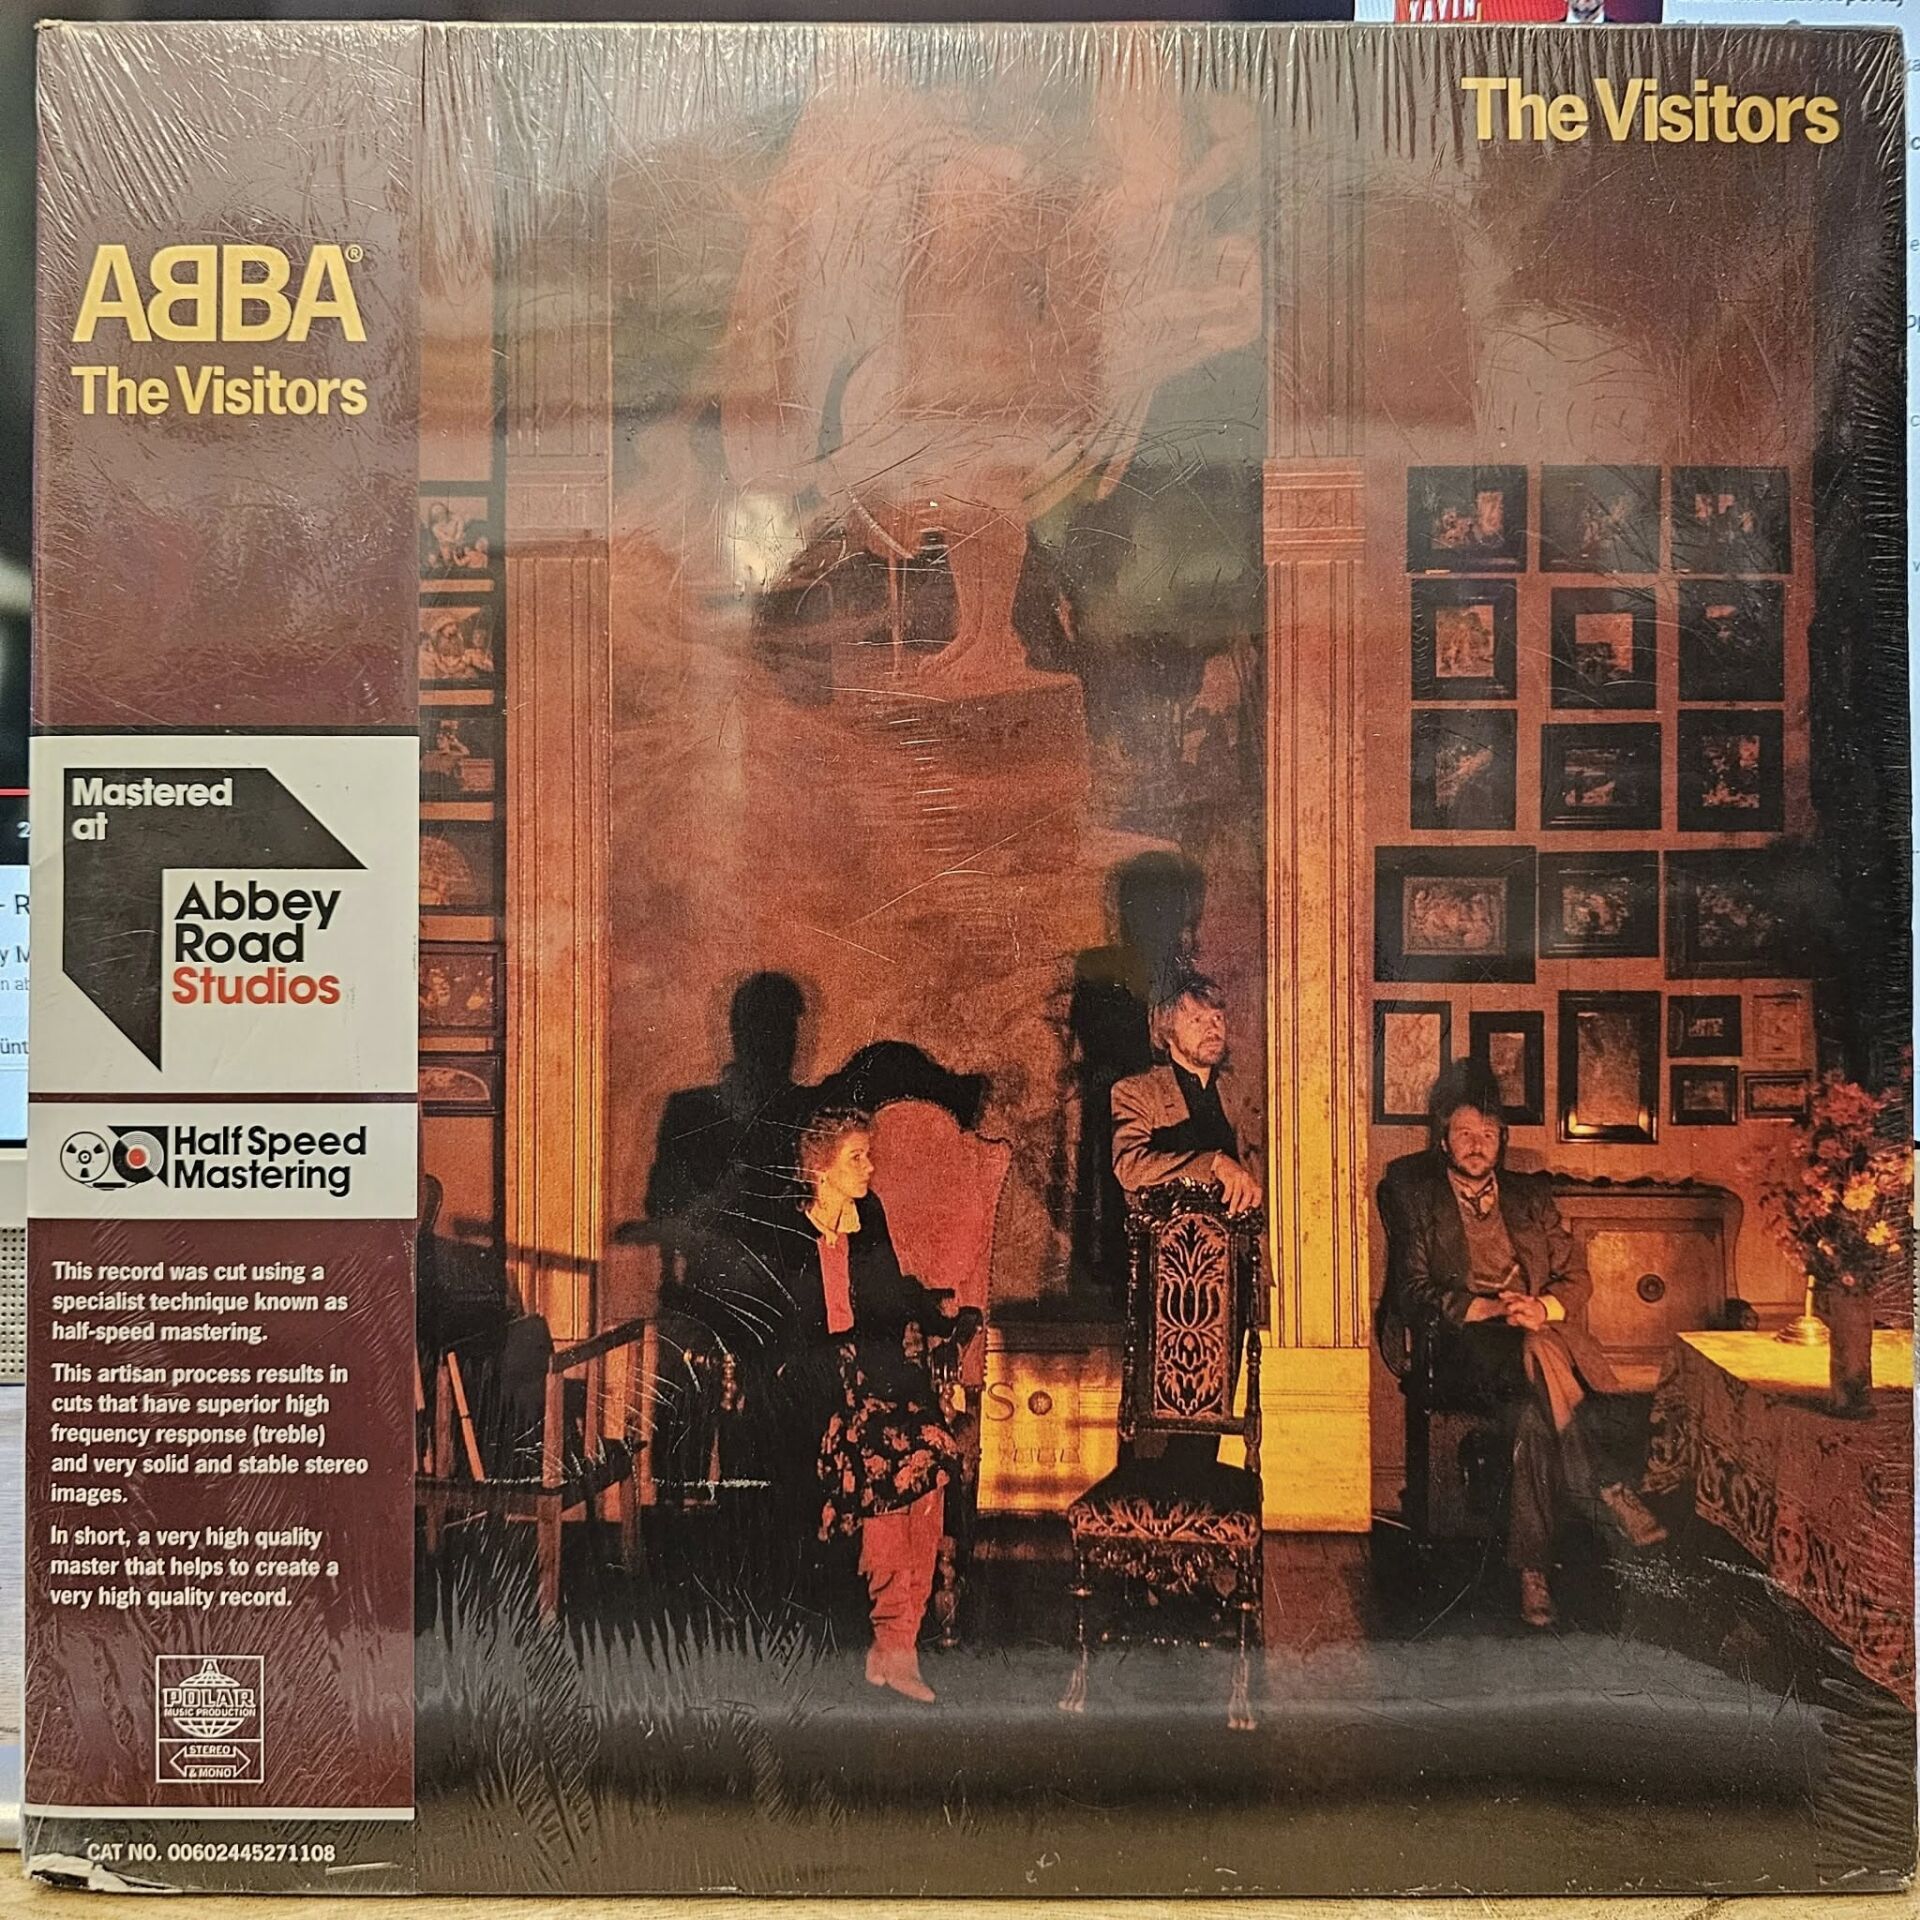 The Visitors
ABBA®
The Visitors
Mastered
at
Abbey
Road
Studios
Half Speed
Mastering
This record was cut using a
specialist technique known as
half-speed mastering.
This artisan process results in
cuts that have superior high
frequency response (treble)
and very solid and stable stereo
images.
In short, a very high quality
master that helps to create a
very high quality record.
POLAR
MUSIC PRODUCTION
STEREO
& MONO
CAT NO. 00602445271108
YAYIN